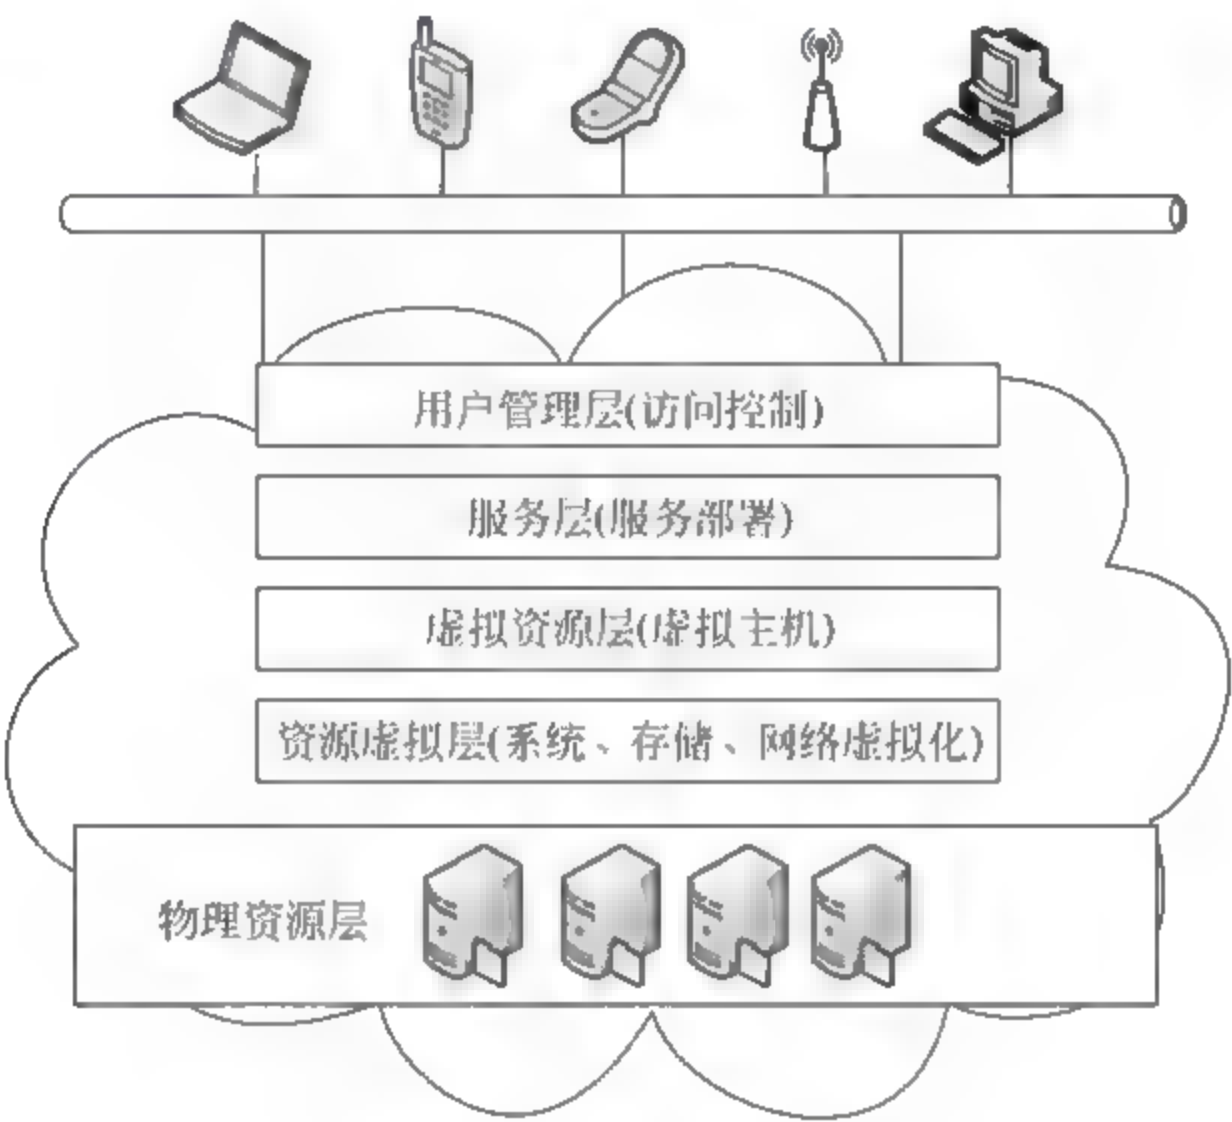 用户管理层(访问控制)
服务层(服务部署)
虚拟资源层(虚拟主机)
资源虚拟层(系统、存储、网络虚拟化)
物理资源层